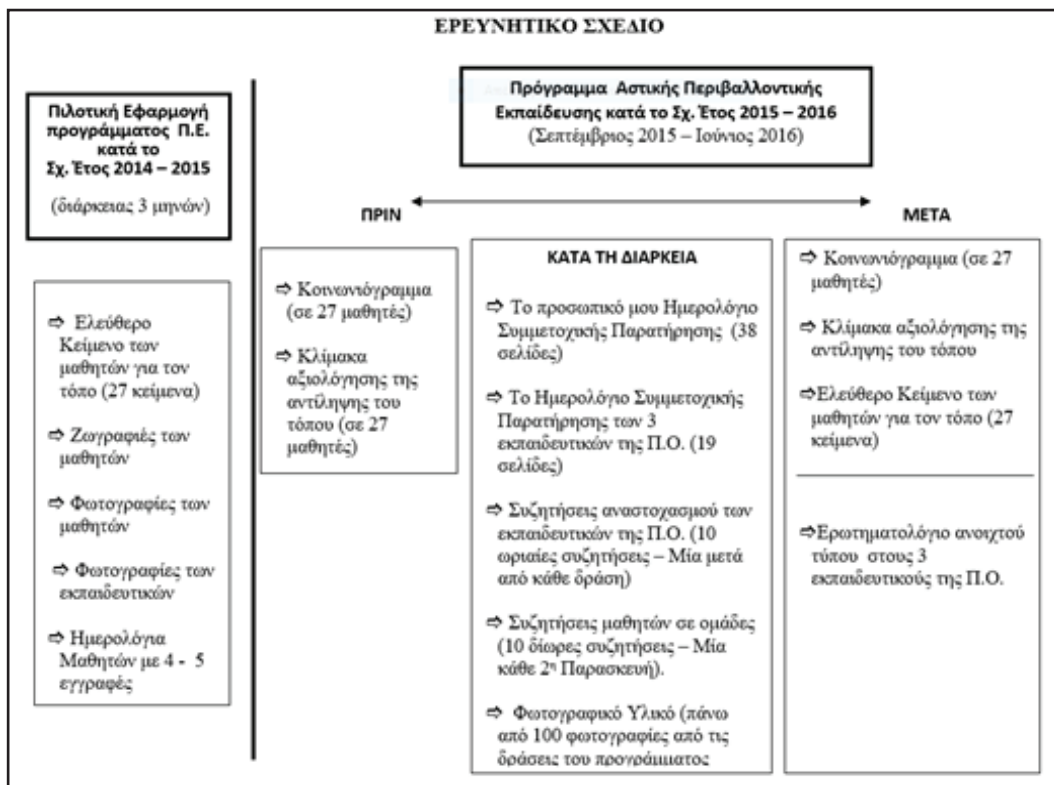 ΕΡΕΥΝΗΤΙΚΟ ΣΧΕΔΙΟ
Πιλοτική Εφαρμογή
προγράμματος Π.Ε.
κατά το
Σχ. Έτος 2014 – 2015
(διάρκειας 3 μηνών)
⇨ Ελεύθερο
Κείμενο των
μαθητών για τον
τόπο (27 κείμενα)
⇨ Ζωγραφιές των
μαθητών
⇨ Φωτογραφίες των
μαθητών
⇨ Φωτογραφίες των
εκπαιδευτικών
⇨ Ημερολόγια
Μαθητών με 4 - 5
εγγραφές
Πρόγραμμα Αστικής Περιβαλλοντικής
Εκπαίδευσης κατά το Σχ. Έτος 2015 – 2016
(Σεπτέμβριος 2015 – Ιούνιος 2016)
ΠΡΙΝ
⇨ Κοινωνιόγραμμα
(σε 27 μαθητές)
⇨ Κλίμακα
αξιολόγησης της
αντίληψης του
τόπου (σε 27
μαθητές)
ΚΑΤΑ ΤΗ ΔΙΑΡΚΕΙΑ
⇨ Το προσωπικό μου Ημερολόγιο
Συμμετοχικής Παρατήρησης (38
σελίδες)
⇨ Το Ημερολόγιο Συμμετοχικής
Παρατήρησης των 3
εκπαιδευτικών της Π.Ο. (19
σελίδες)
⇨ Συζητήσεις αναστοχασμού των
εκπαιδευτικών της Π.Ο. (10
ωριαίες συζητήσεις – Μία μετά
από κάθε δράση)
⇨ Συζητήσεις μαθητών σε ομάδες
(10 δίωρες συζητήσεις – Μία
κάθε 2η Παρασκευή).
⇨ Φωτογραφικό Υλικό (πάνω
από 100 φωτογραφίες από τις
δράσεις του προγράμματος
ΜΕΤΑ
⇨ Κοινωνιόγραμμα (σε 27
μαθητές)
⇨ Κλίμακα αξιολόγησης της
αντίληψης του τόπου
⇨Ελεύθερο Κείμενο των
μαθητών για τον τόπο (27
κείμενα)
⇨Ερωτηματολόγιο ανοιχτού
τύπου στους 3
εκπαιδευτικούς της Π.Ο.